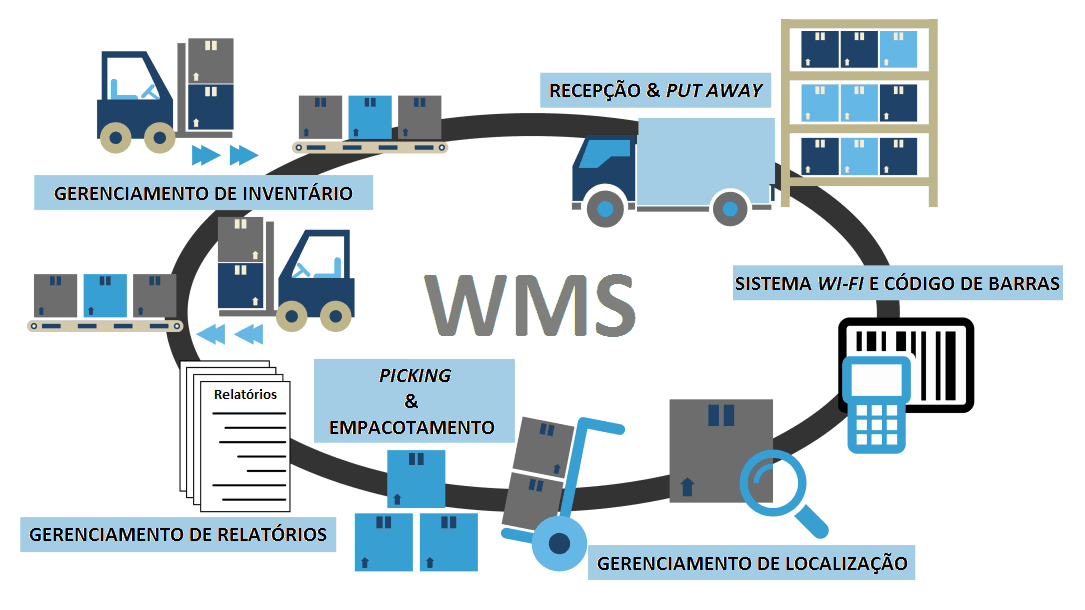 RECEPÇÃO & PUT AWAY
GERENCIAMENTO DE INVENTÁRIO
WMS
SISTEMA WI-FI E CÓDIGO DE BARRAS
PICKING
&
EMPACOTAMENTO
Relatórios
GERENCIAMENTO DE RELATÓRIOS
GERENCIAMENTO DE LOCALIZAÇÃO